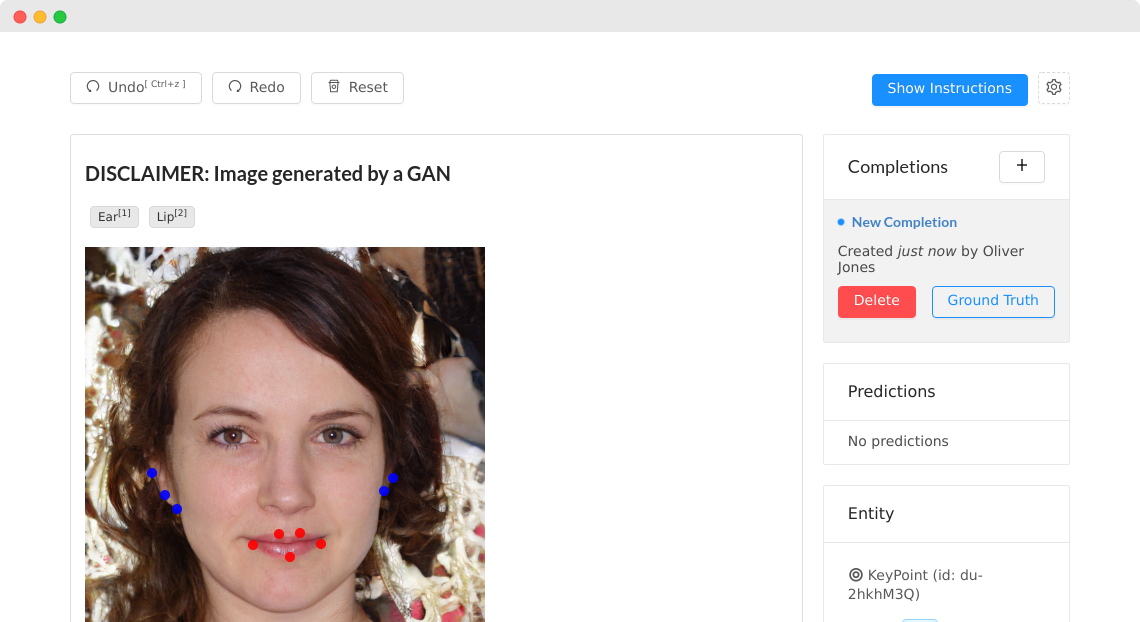 Undo[ Ctrl+z ] Redo Reset Show Instructions
DISCLAIMER: Image generated by a GAN
Ear[1] Lip[2]
Completions +
New Completion
Created just now by Oliver
Jones
Delete Ground Truth
Predictions
No predictions
Entity
KeyPoint (id: du-
2hkhM3Q)